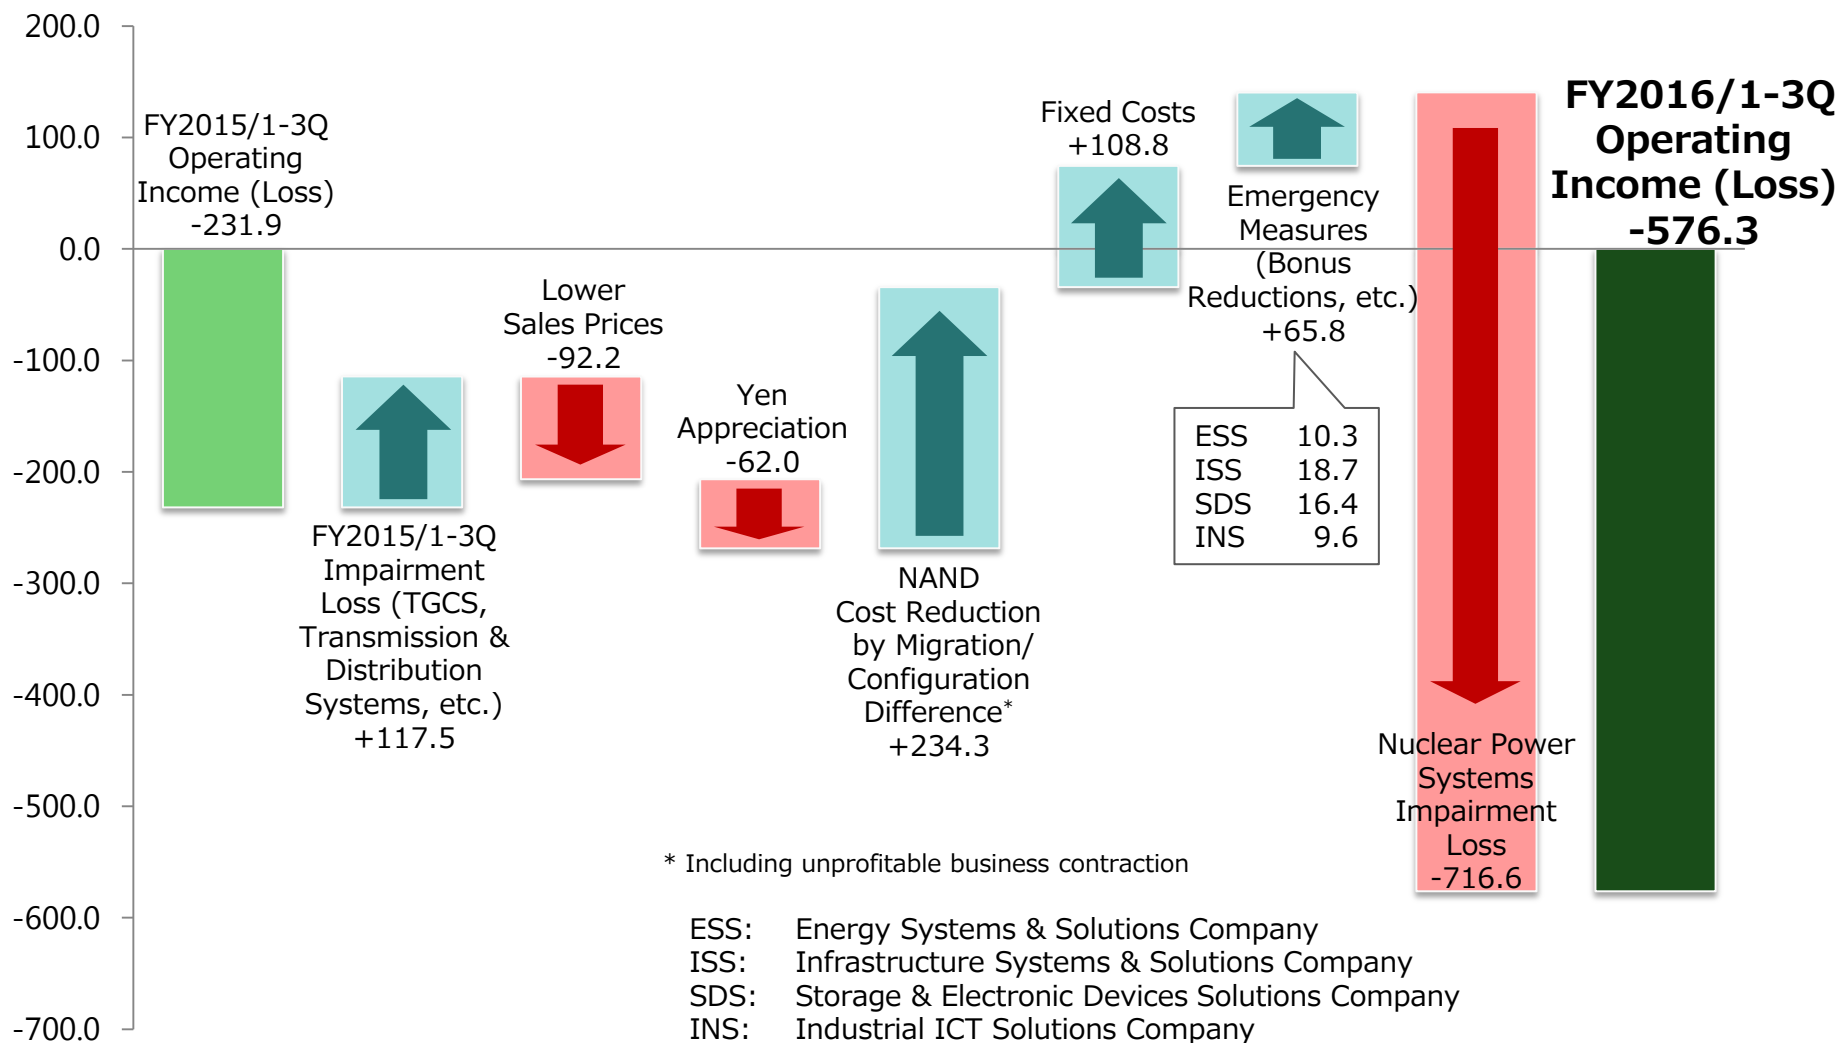 200.0
100.0
0.0
-100.0
-200.0
-300.0
-400.0
-500.0
-600.0
-700.0
FY2015/1-3Q
Operating
Income (Loss)
-231.9
FY2015/1-3Q
Impairment
Loss (TGCS,
Transmission &
Distribution
Systems, etc.)
+117.5
Lower
Sales Prices
-92.2
Yen
Appreciation
-62.0
NAND
Cost Reduction
by Migration/
Configuration
Difference*
+234.3
Fixed Costs
+108.8
Emergency
Measures
(Bonus
Reductions, etc.)
+65.8
ESS 10.3
ISS 18.7
SDS 16.4
INS 9.6
Nuclear Power
Systems
Impairment
Loss
-716.6
FY2016/1-3Q
Operating
Income (Loss)
-576.3
* Including unprofitable business contraction
ESS: Energy Systems & Solutions Company
ISS: Infrastructure Systems & Solutions Company
SDS: Storage & Electronic Devices Solutions Company
INS: Industrial ICT Solutions Company